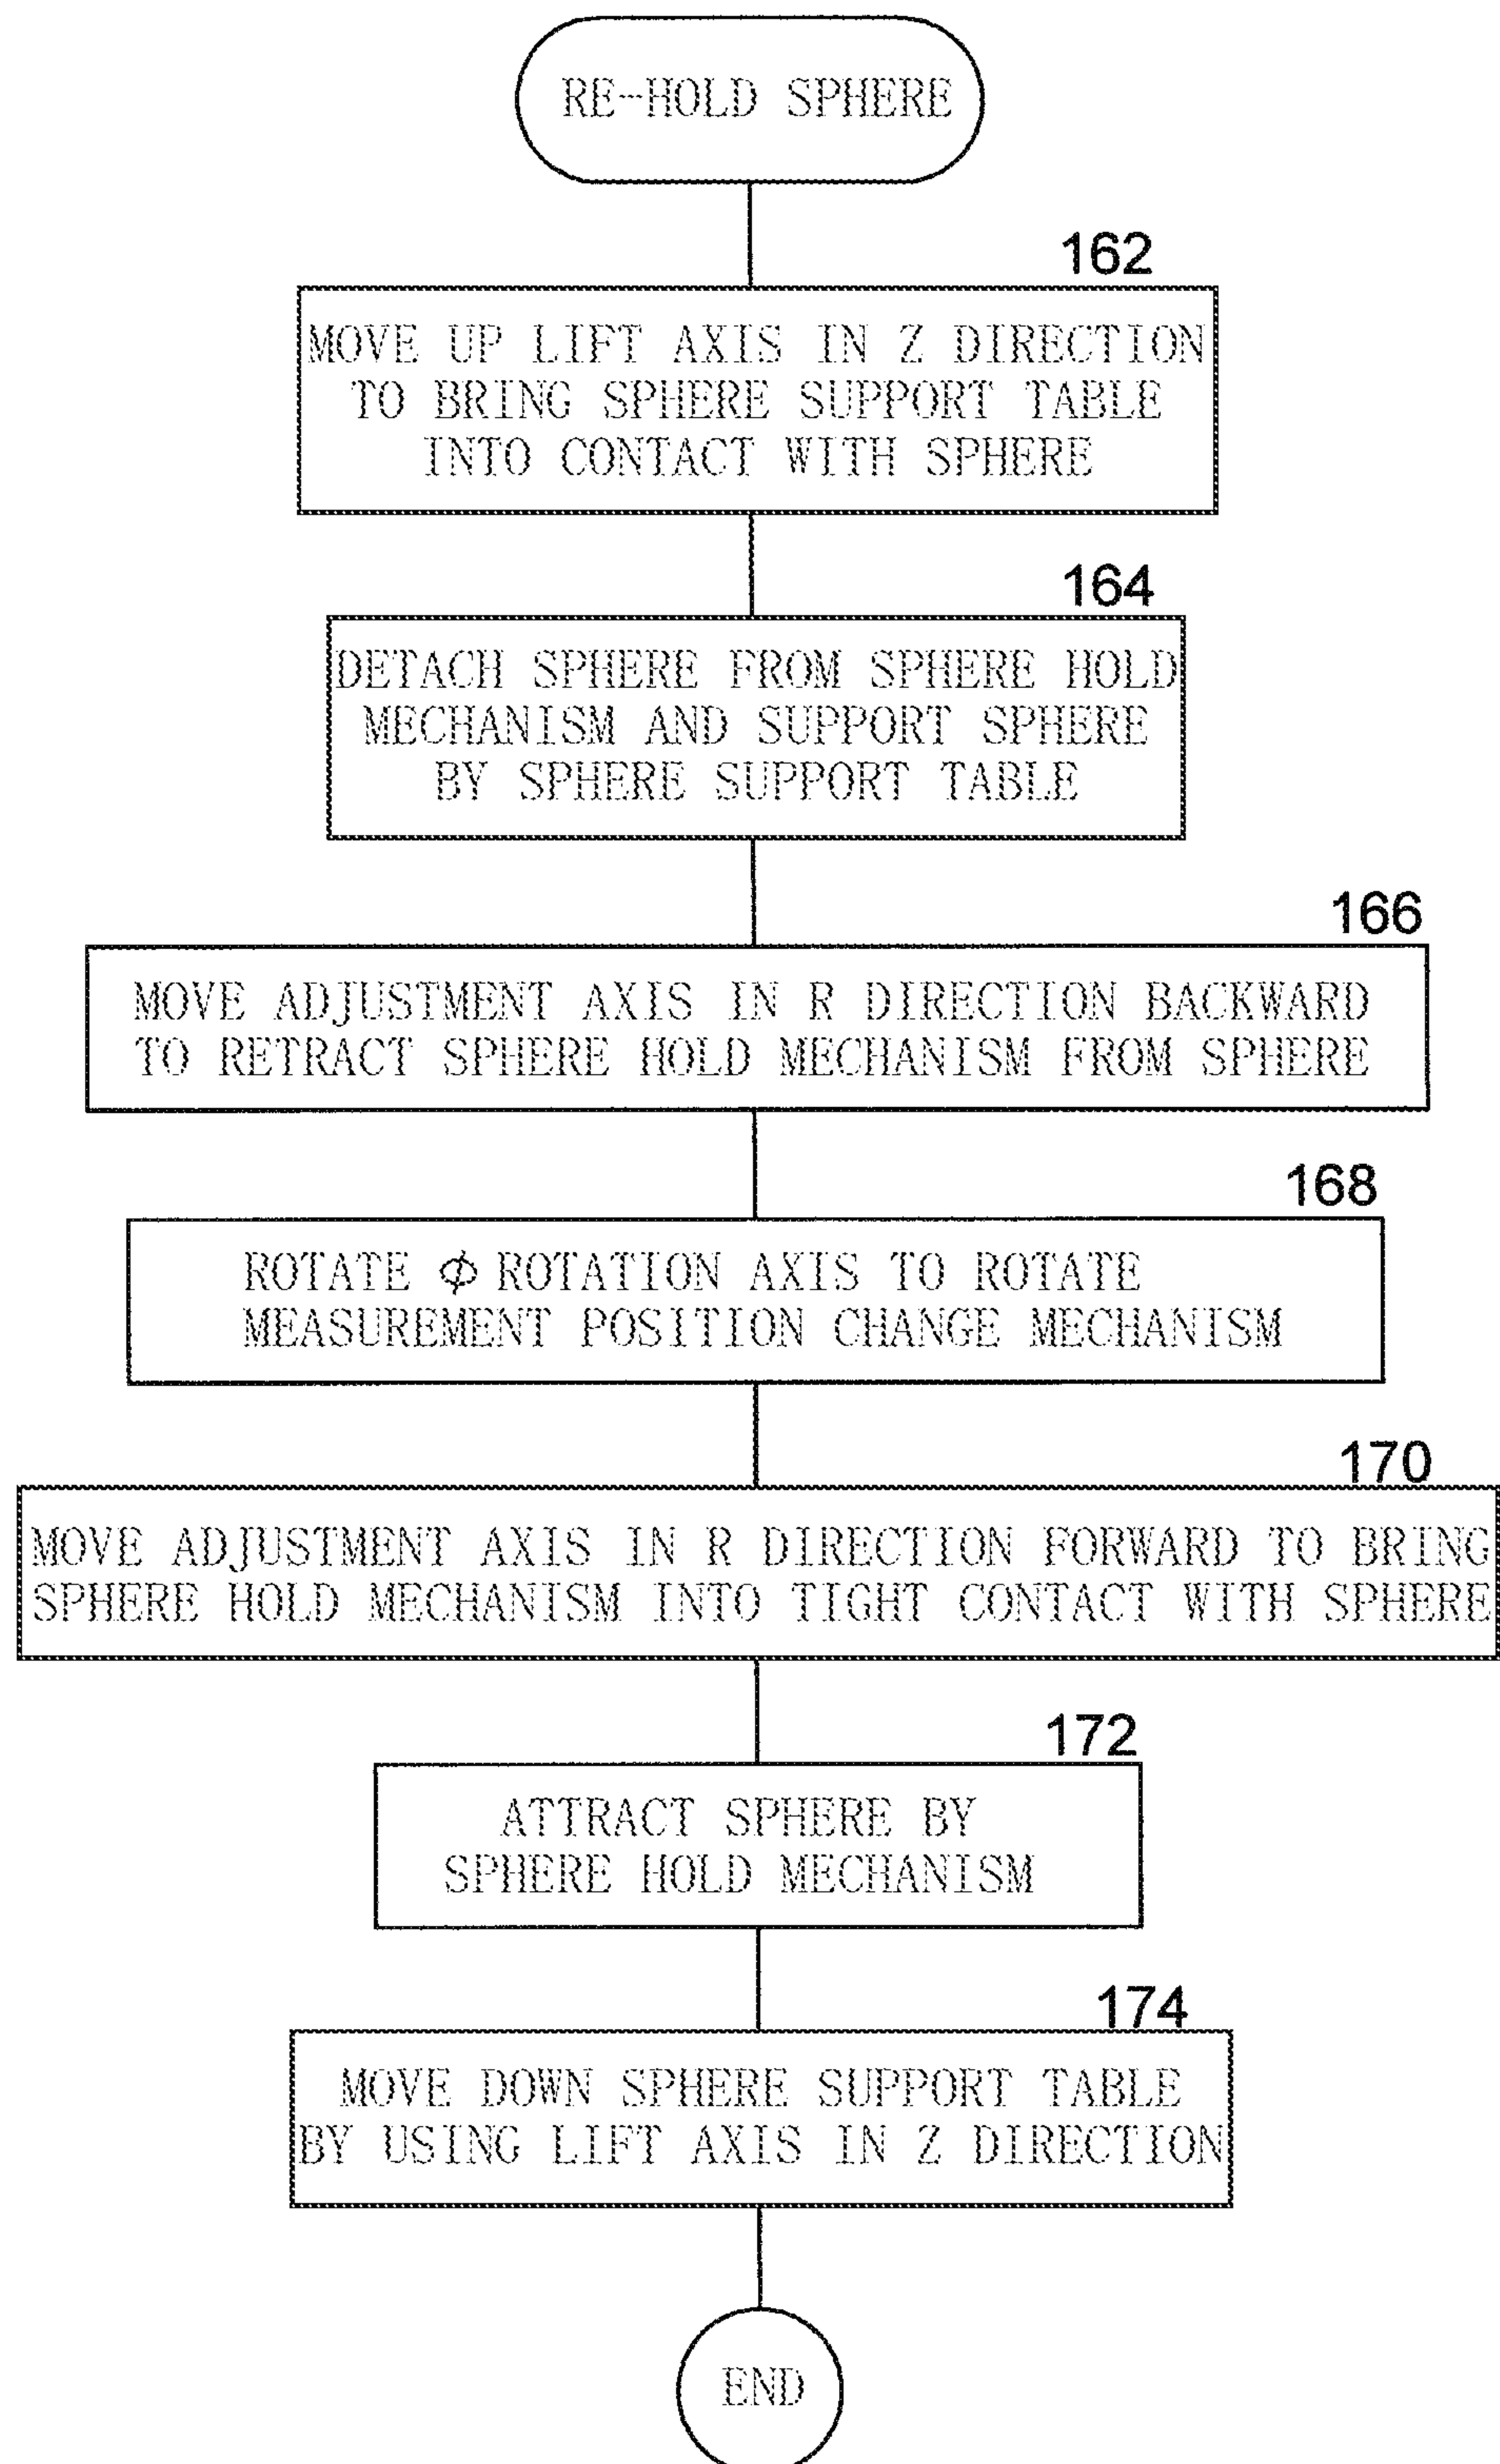 RE-HOLD SPHERE
162
MOVE UP LIFT AXIS IN Z DIRECTION
TO BRING SPHERE SUPPORT TABLE
INTO CONTACT WITH SPHERE
164
DETACH SPHERE FROM SPHERE HOLD
MECHANISM AND SUPPORT SPHERE
BY SPHERE SUPPORT TABLE
166
MOVE ADJUSTMENT AXIS IN R DIRECTION BACKWARD
TO RETRACT SPHERE HOLD MECHANISM FROM SPHERE
168
ROTATE Φ ROTATION AXIS TO ROTATE
MEASUREMENT POSITION CHANGE MECHANISM
170
MOVE ADJUSTMENT AXIS IN R DIRECTION FORWARD TO BRING
SPHERE HOLD MECHANISM INTO TIGHT CONTACT WITH SPHERE
172
ATTRACT SPHERE BY
SPHERE HOLD MECHANISM
174
MOVE DOWN SPHERE SUPPORT TABLE
BY USING LIFT AXIS IN Z DIRECTION
END